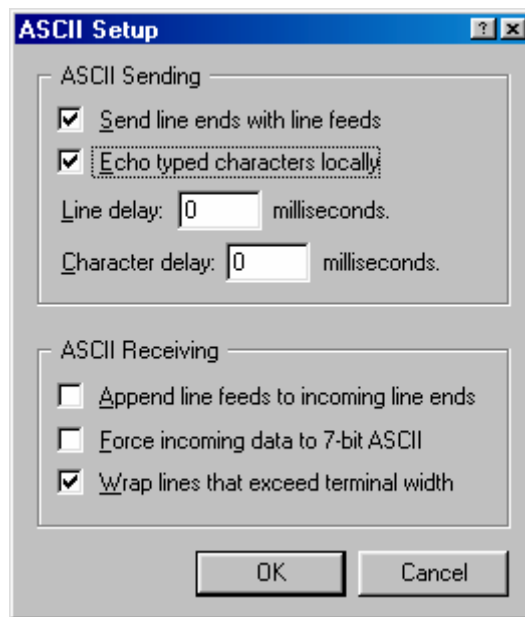 ASCII Setup
ASCII Sending
Send line ends with line feeds
Echo typed characters locally
Line delay: 0 milliseconds.
Character delay: 0 milliseconds.
ASCII Receiving
Append line feeds to incoming line ends
Force incoming data to 7-bit ASCII
Wrap lines that exceed terminal width
OK Cancel